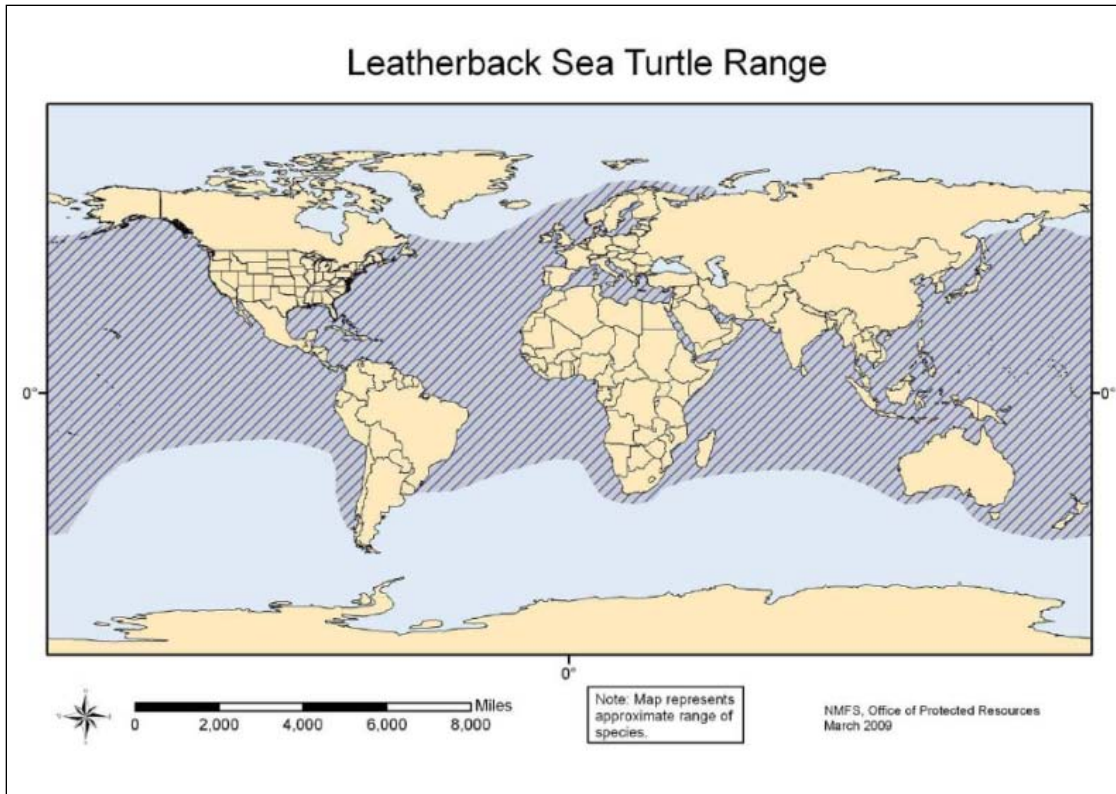 Leatherback Sea Turtle Range
0°
0°
0°
Miles
0
2,000
4,000
6,000
8,000
Note: Map represents
approximate range of
species.
NMFS, Office of Protected Resources
March 2009